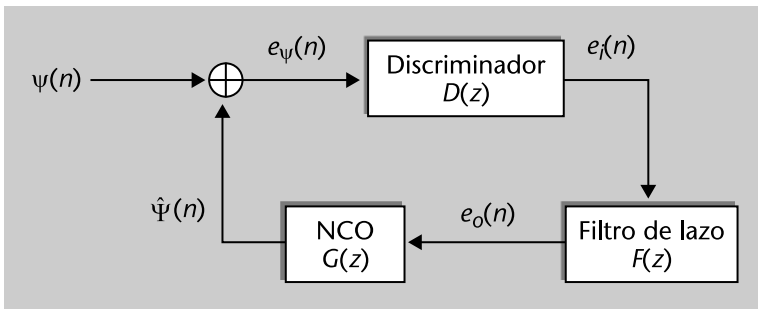 ψ(n)
e_ψ(n)
Discriminador
D(z)
e_i(n)
Ψ̂(n)
NCO
G(z)
e_o(n)
Filtro de lazo
F(z)